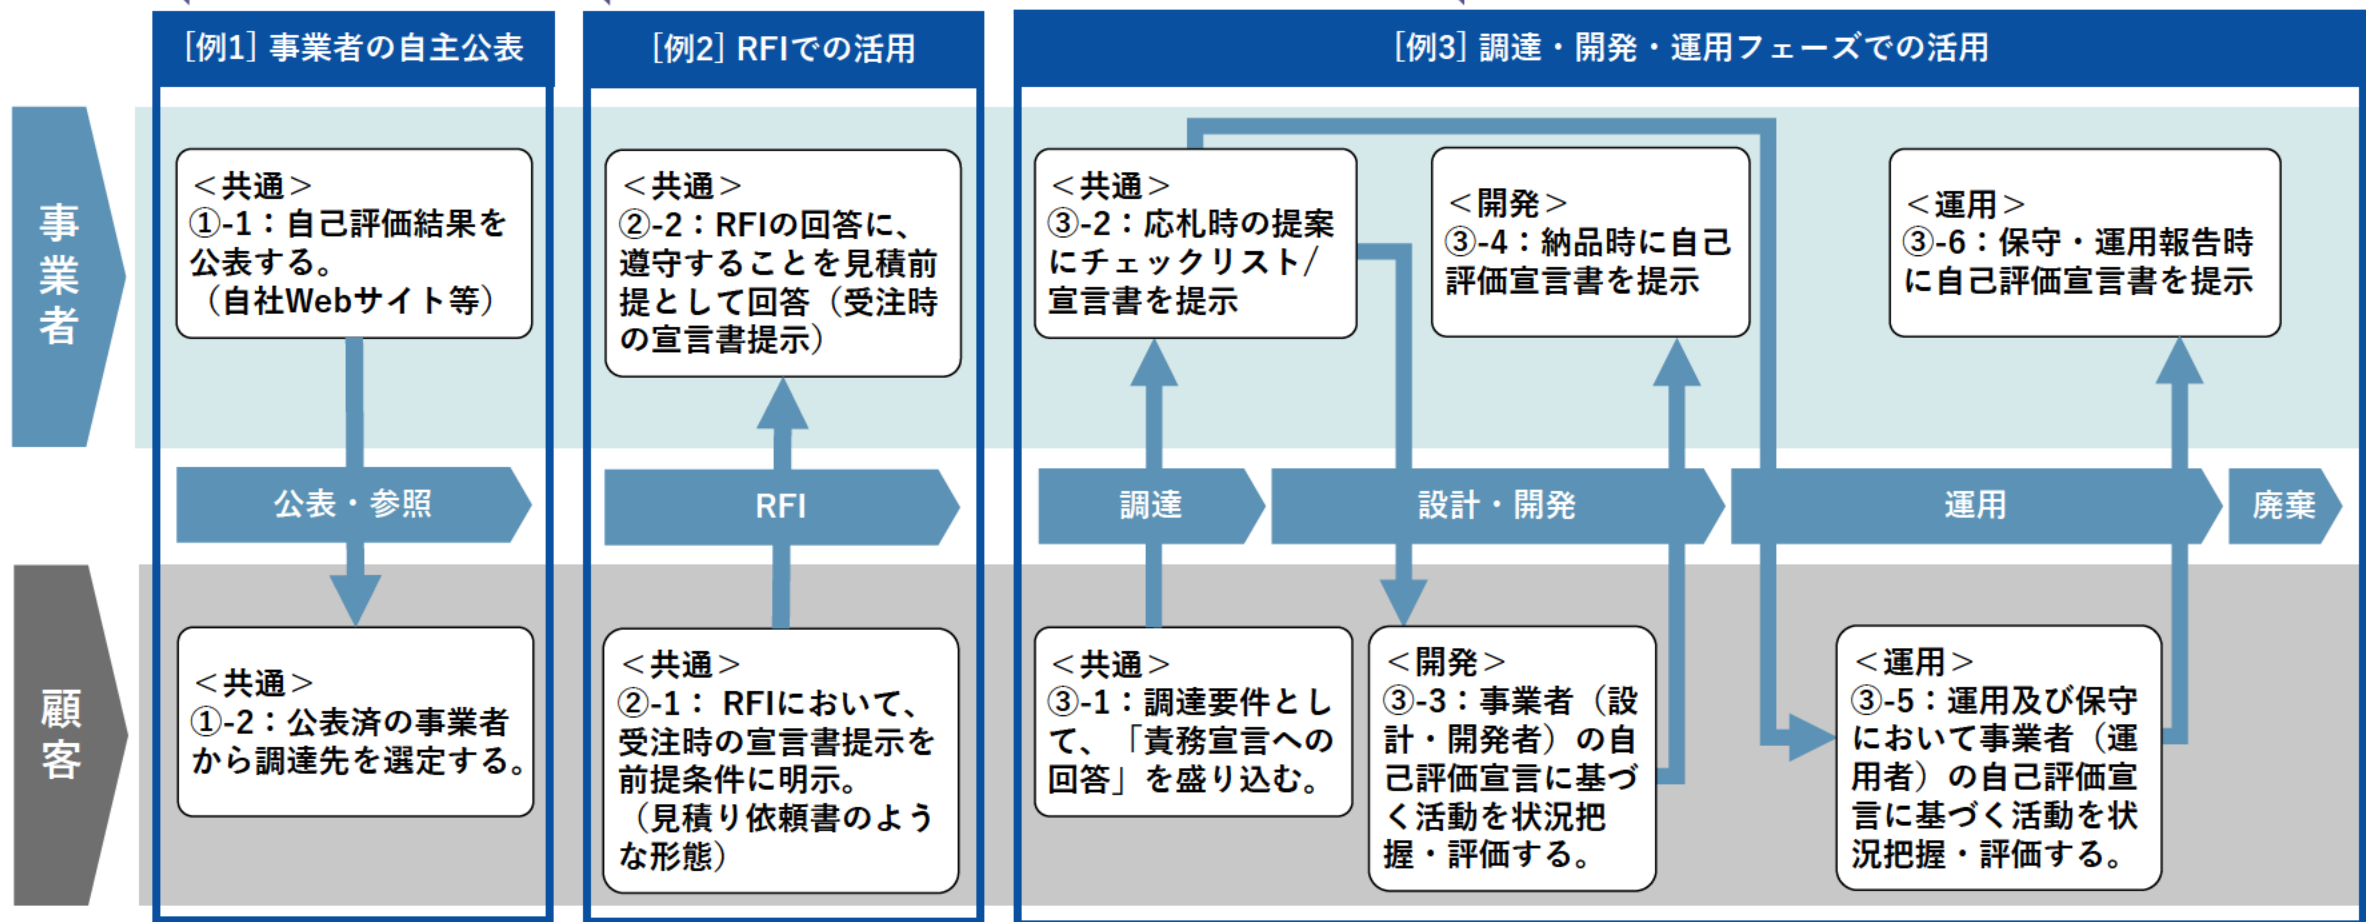 [例1] 事業者の自主公表
[例2] RFIでの活用
[例3] 調達・開発・運用フェーズでの活用
事業者
＜共通＞
①-1：自己評価結果を
公表する。
（自社Webサイト等）
＜共通＞
②-2：RFIの回答に、
遵守することを見積前
提として回答（受注時
の宣言書提示）
＜共通＞
③-2：応札時の提案
にチェックリスト/
宣言書を提示
＜開発＞
③-4：納品時に自己
評価宣言書を提示
＜運用＞
③-6：保守・運用報告時
に自己評価宣言書を提示
公表・参照
RFI
調達
設計・開発
運用
廃棄
顧客
＜共通＞
①-2：公表済の事業者
から調達先を選定する。
＜共通＞
②-1： RFIにおいて、
受注時の宣言書提示を
前提条件に明示。
（見積り依頼書のよう
な形態）
＜共通＞
③-1：調達要件とし
て、「責務宣言への
回答」を盛り込む。
＜開発＞
③-3：事業者（設
計・開発者）の自
己評価宣言に基づ
く活動を状況把
握・評価する。
＜運用＞
③-5：運用及び保守
において事業者（運
用者）の自己評価宣
言に基づく活動を状
況把握・評価する。